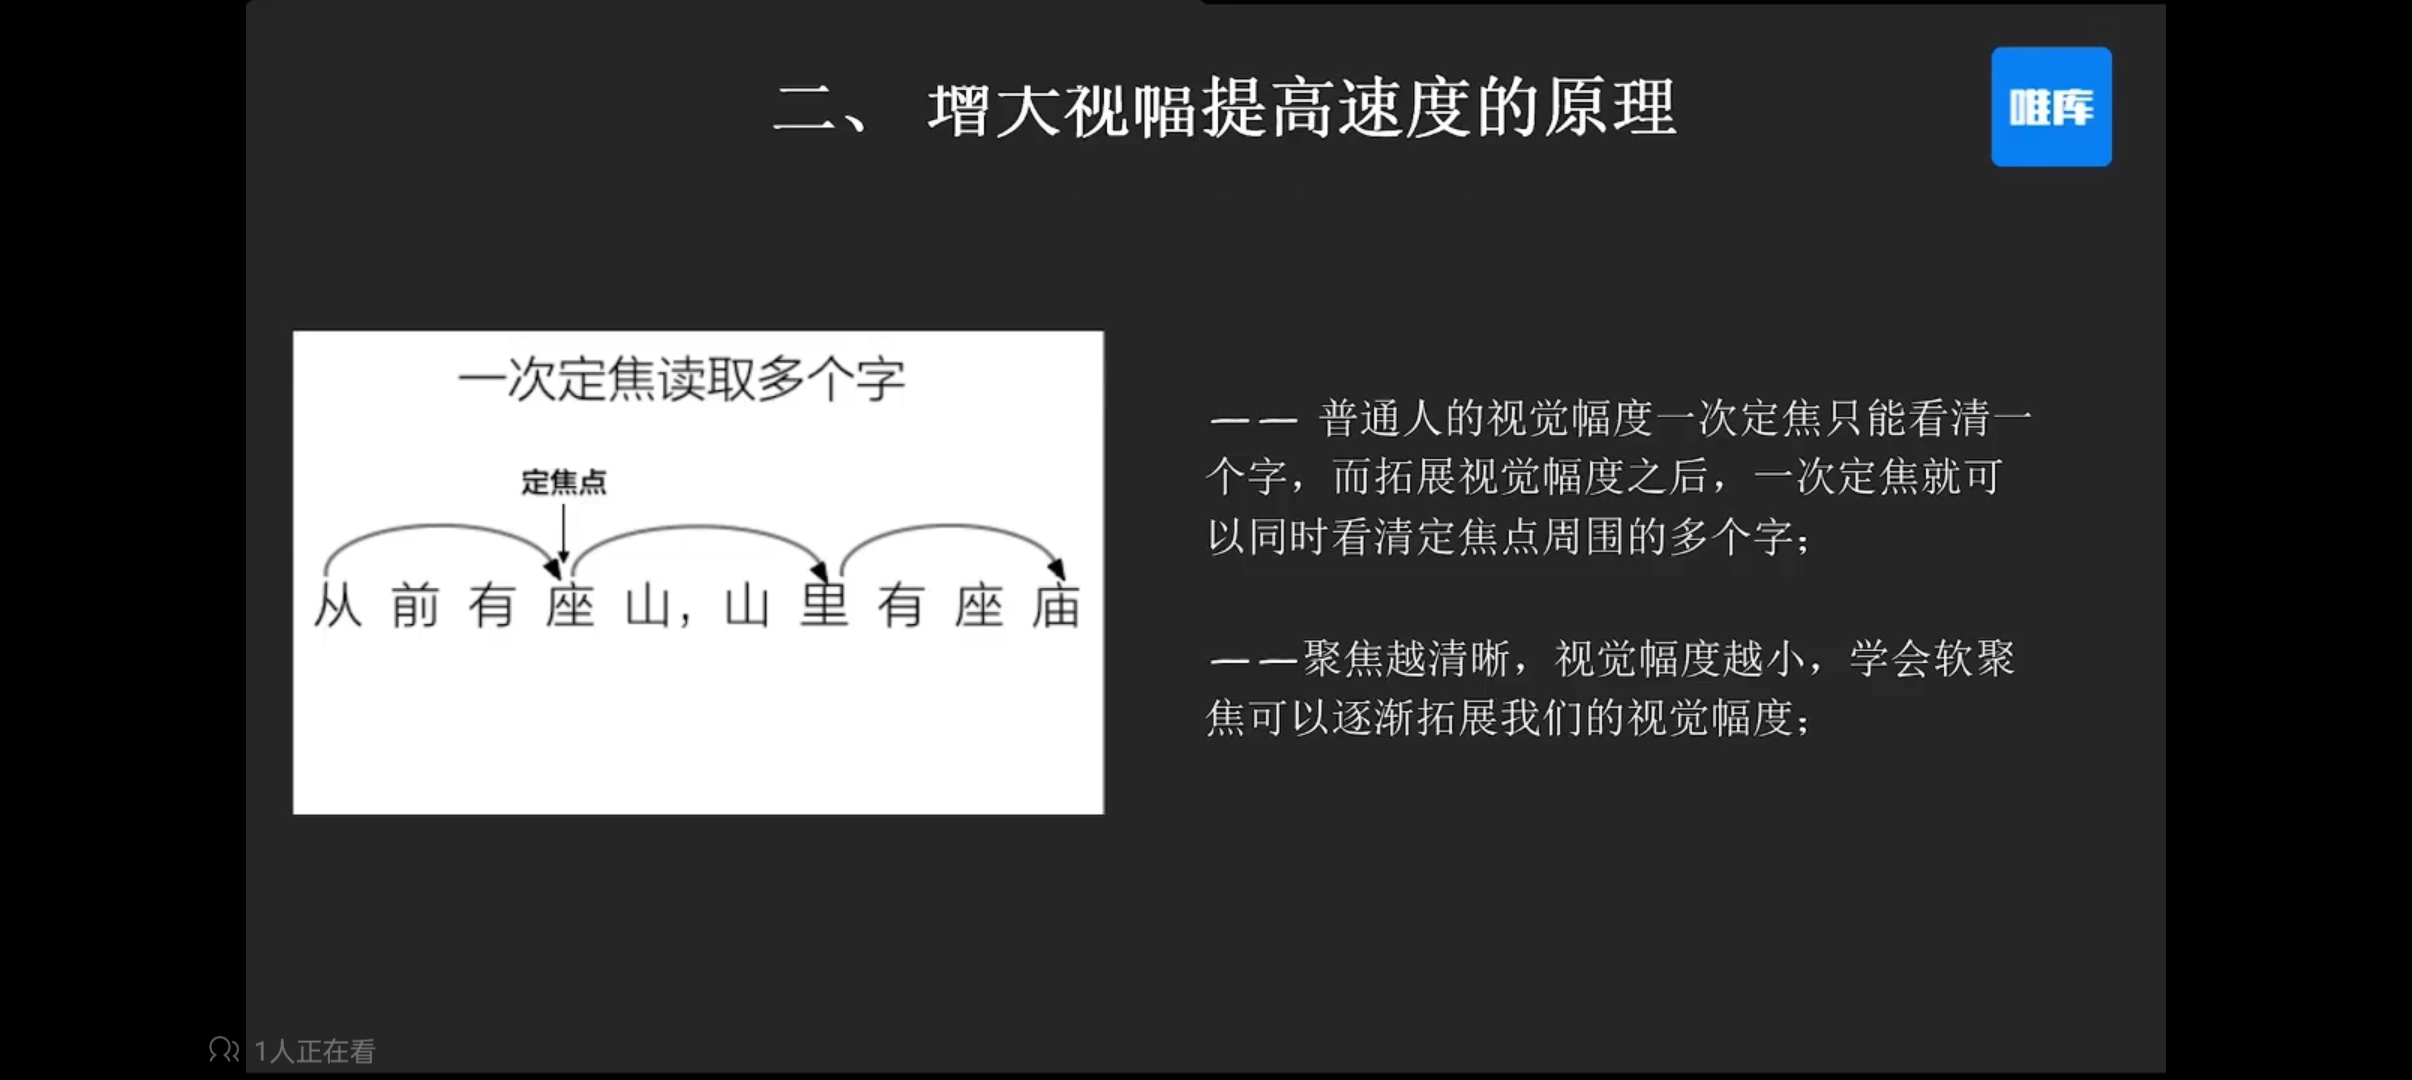 二、 增大视幅提高速度的原理
唯库
一次定焦读取多个字
定焦点
从前有座山，山里有座庙
—— 普通人的视觉幅度一次定焦只能看清一
个字，而拓展视觉幅度之后，一次定焦就可
以同时看清定焦点周围的多个字；
——聚焦越清晰，视觉幅度越小，学会软聚
焦可以逐渐拓展我们的视觉幅度；
1人正在看